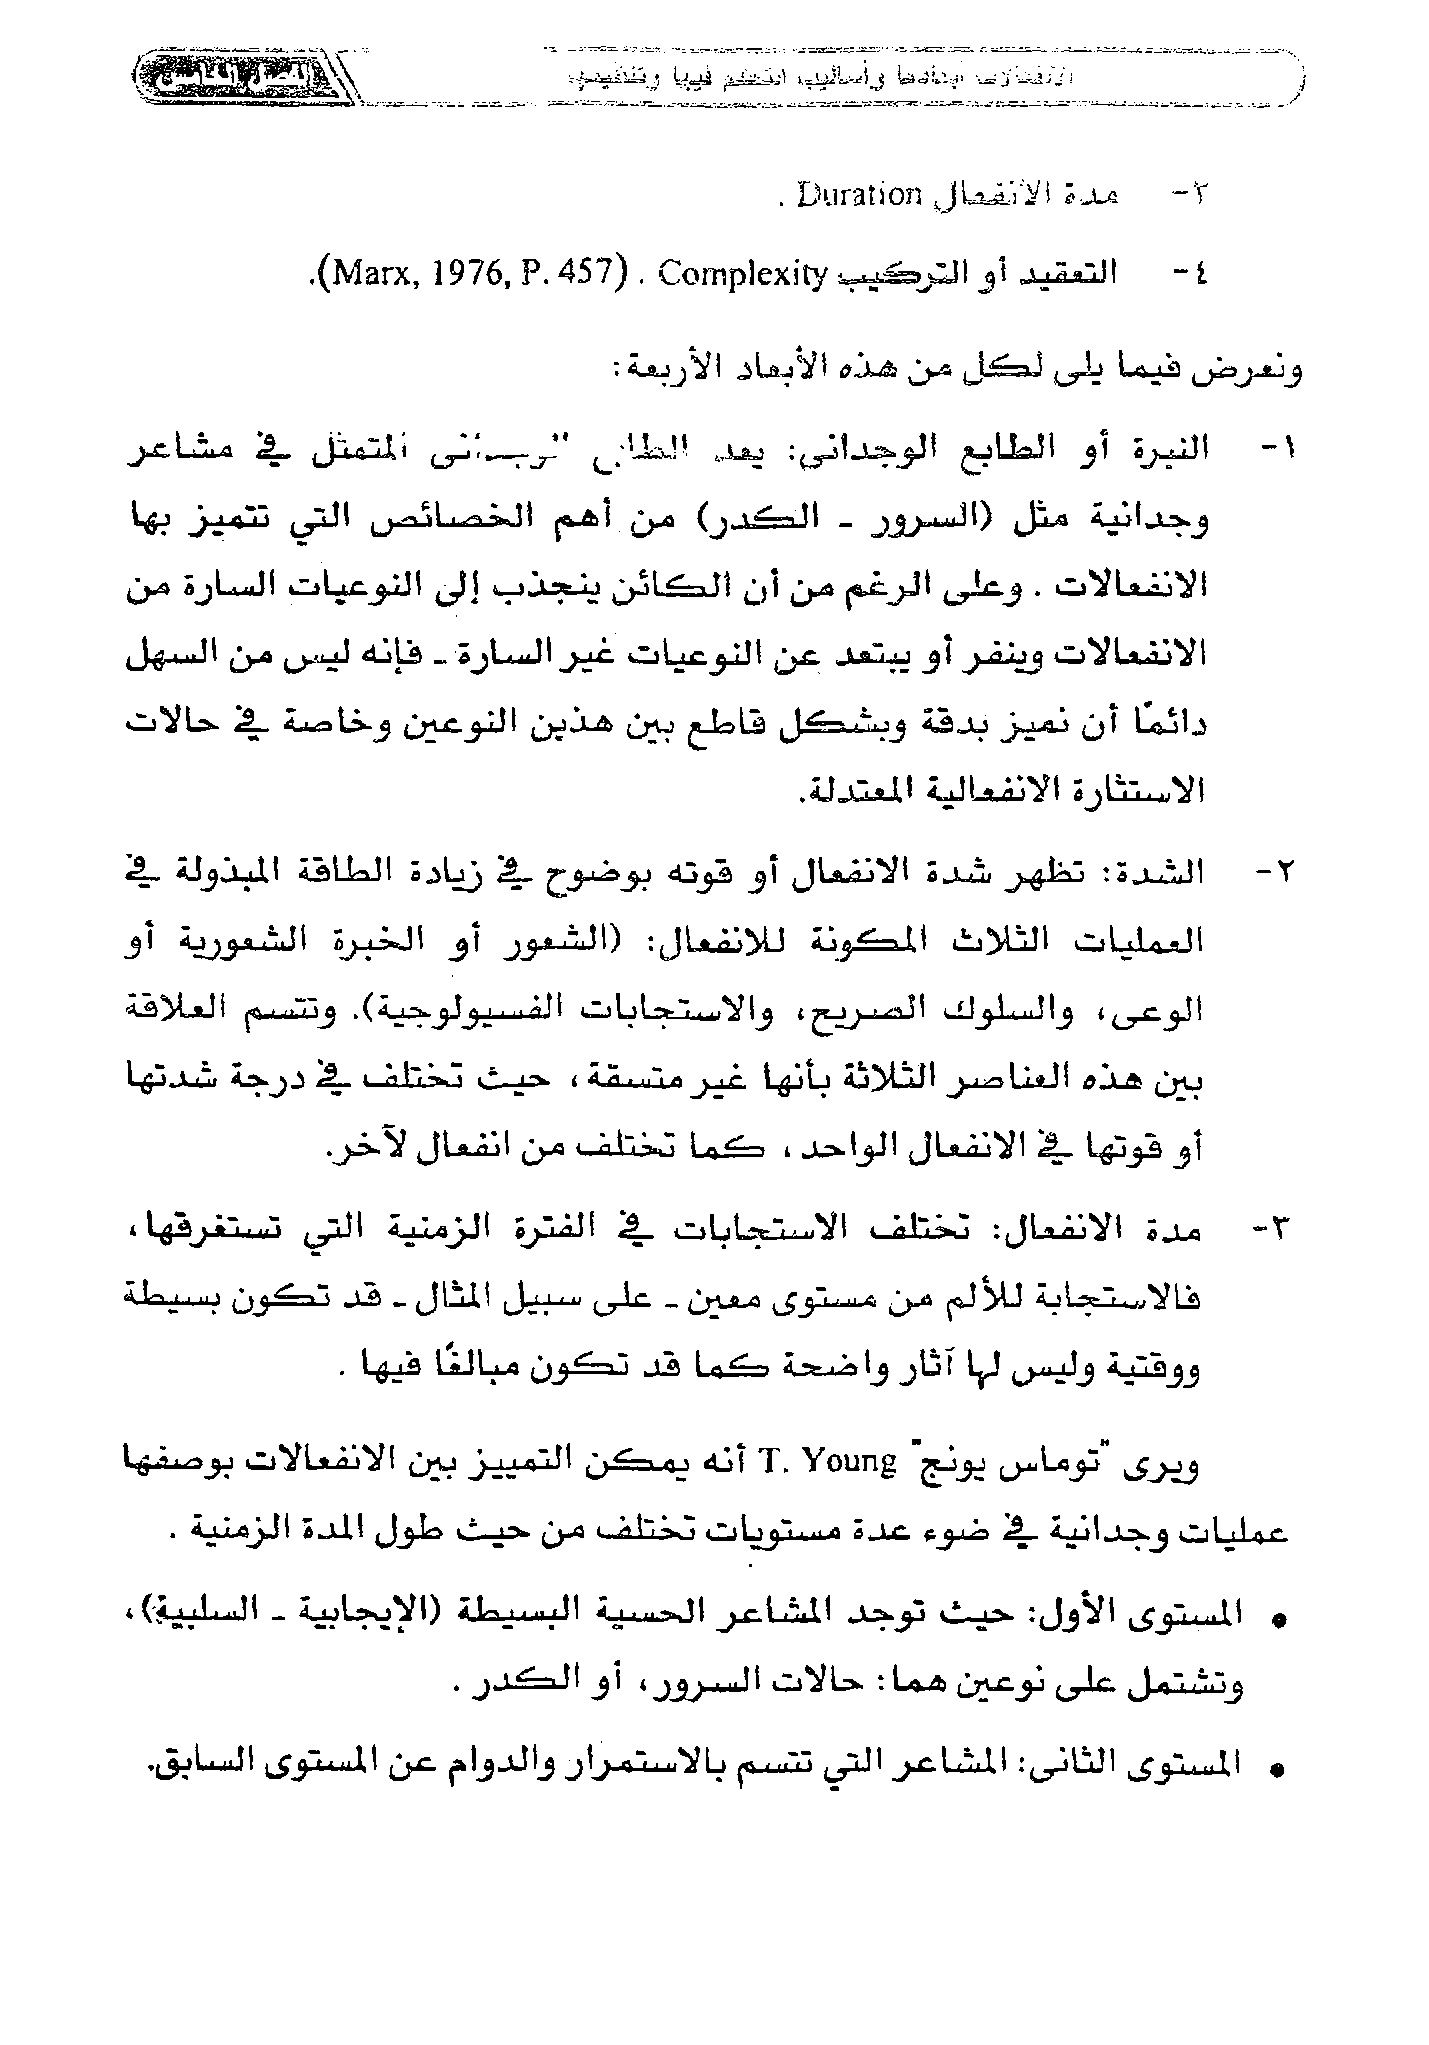 الفصل الخامس
الانفعالات أبعادها وأساليب التحكم فيها
٣- مدة الانفعال Duration .
٤- التعقيد أو التركيب Complexity . (Marx, 1976, P. 457).
ونعرض فيما يلى لكل من هذه الأبعاد الأربعة:
١- النبرة أو الطابع الوجدانى: يعد الطابع الوجدانى المتمثل في مشاعر
وجدانية مثل (السرور - الكدر) من أهم الخصائص التي تتميز بها
الانفعالات . وعلى الرغم من أن الكائن ينجذب إلى النوعيات السارة من
الانفعالات وينفر أو يبتعد عن النوعيات غير السارة - فإنه ليس من السهل
دائمًا أن نميز بدقة وبشكل قاطع بين هذين النوعين وخاصة في حالات
الاستثارة الانفعالية المعتدلة.
٢- الشدة: تظهر شدة الانفعال أو قوته بوضوح في زيادة الطاقة المبذولة في
العمليات الثلاث المكونة للانفعال: (الشعور أو الخبرة الشعورية أو
الوعى، والسلوك الصريح، والاستجابات الفسيولوجية). وتتسم العلاقة
بين هذه العناصر الثلاثة بأنها غير متسقة، حيث تختلف في درجة شدتها
أو قوتها في الانفعال الواحد، كما تختلف من انفعال لآخر.
٣- مدة الانفعال: تختلف الاستجابات في الفترة الزمنية التي تستغرقها،
فالاستجابة للألم من مستوى معين - على سبيل المثال - قد تكون بسيطة
ووقتية وليس لها آثار واضحة كما قد تكون مبالغًا فيها .
ويرى "توماس يونج" T. Young أنه يمكن التمييز بين الانفعالات بوصفها
عمليات وجدانية في ضوء عدة مستويات تختلف من حيث طول المدة الزمنية .
• المستوى الأول: حيث توجد المشاعر الحسية البسيطة (الإيجابية - السلبية)،
وتشتمل على نوعين هما: حالات السرور، أو الكدر .
• المستوى الثانى: المشاعر التي تتسم بالاستمرار والدوام عن المستوى السابق.